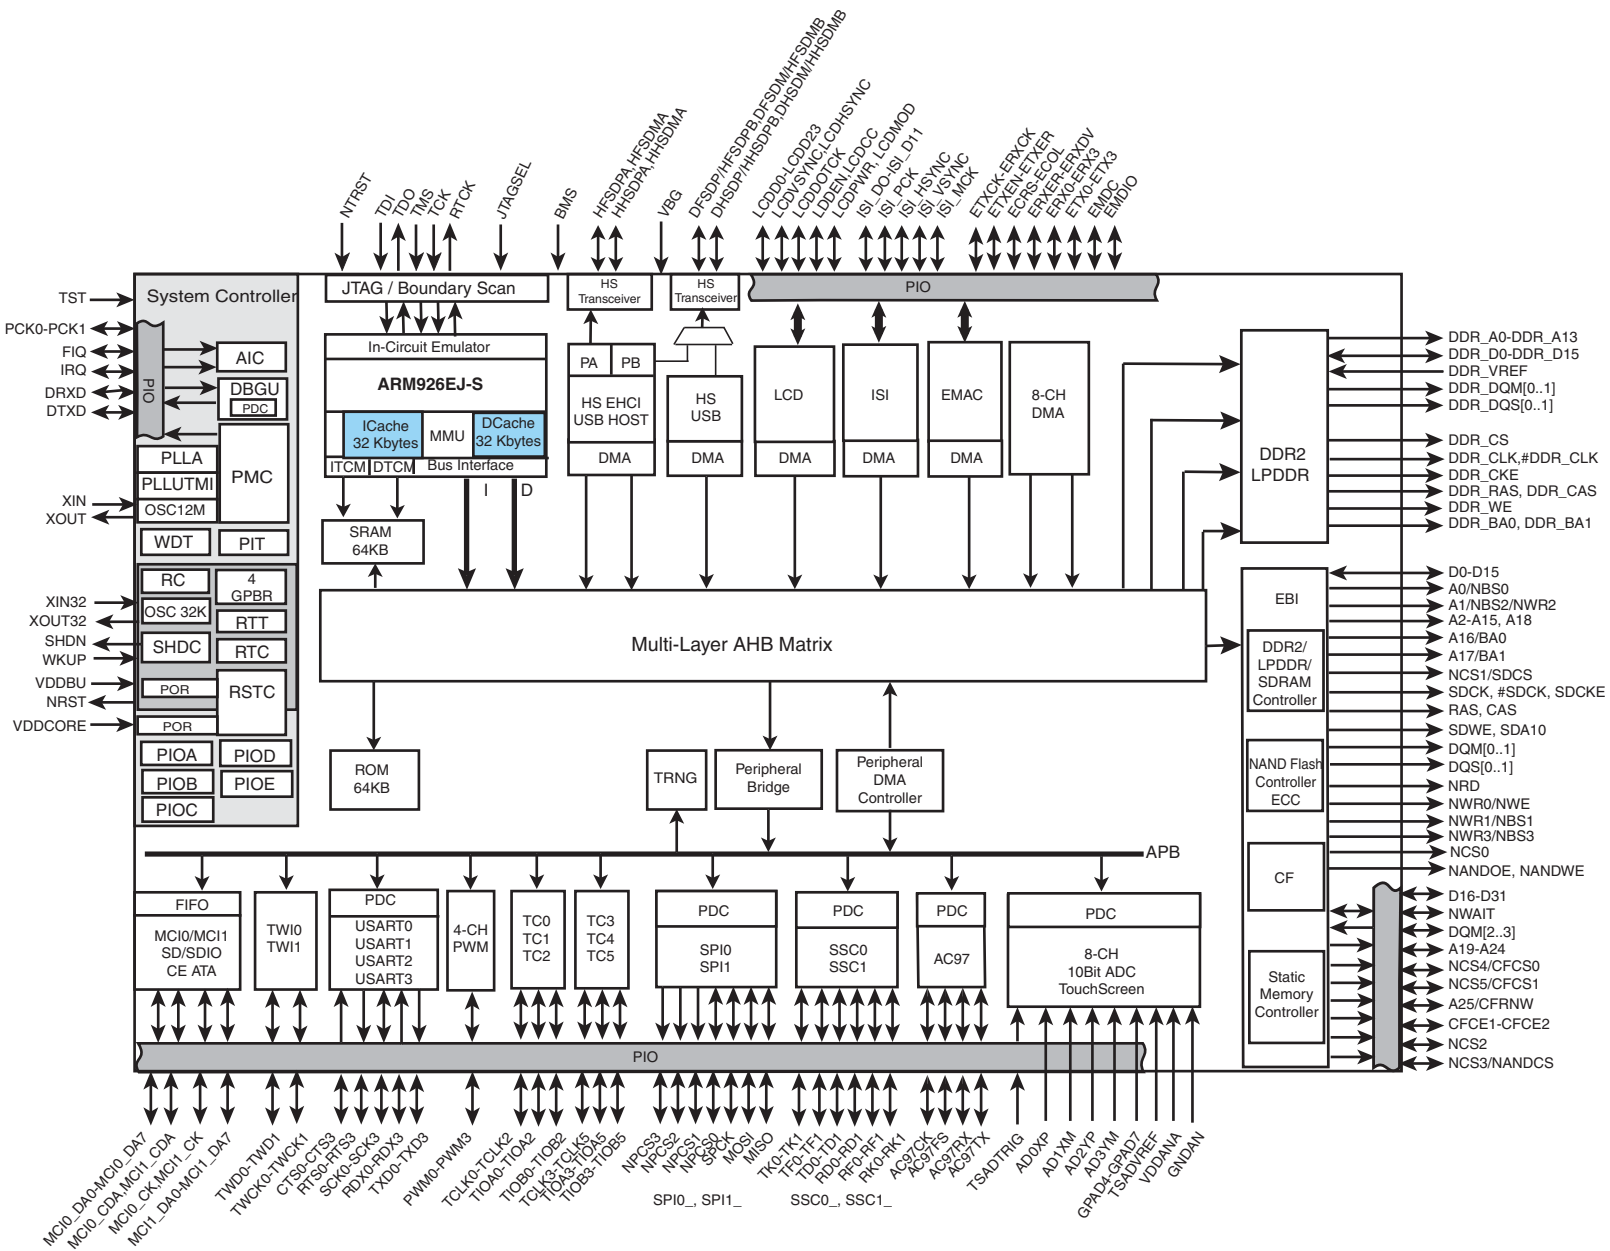 NTRST
TDI
TDO
TMS
TCK
RTCK
JTAGSEL
BMS
HFSDPA,HFSDMA
HHSDPA,HHSDMA
VBG
DFSDP/HFSDPB,DFSDM/HFSDMB
DHSDP/HHSDPB,DHSDM/HHSDMB
LCDD0-LCDD23
LCDVSYNC,LCDHSYNC
LCDDOTCK
LDDEN,LCDCC
LCDPWR, LCDMOD
ISI_DO-ISI_D11
ISI_PCK
ISI_HSYNC
ISI_VSYNC
ISI_MCK
ETXCK-ERXCK
ETXEN-ETXER
ECRS-ECOL
ERXER-ERXDV
ERX0-ERX3
ETX0-ETX3
EMDC
EMDIO
TST
PCK0-PCK1
FIQ
IRQ
DRXD
DTXD
XIN
XOUT
XIN32
XOUT32
SHDN
WKUP
VDDBU
NRST
VDDCORE
System Controller
PIO
AIC
DBGU
PDC
PLLA
PLLUTMI
OSC12M
PMC
WDT
PIT
RC
4
GPBR
OSC 32K
RTT
SHDC
RTC
POR
RSTC
POR
PIOA
PIOD
PIOB
PIOE
PIOC
JTAG / Boundary Scan
In-Circuit Emulator
ARM926EJ-S
ICache
32 Kbytes
MMU
DCache
32 Kbytes
ITCM
DTCM
Bus Interface
I
D
SRAM
64KB
HS
Transceiver
HS
Transceiver
PA
PB
HS EHCI
USB HOST
DMA
HS
USB
DMA
PIO
LCD
DMA
ISI
DMA
EMAC
DMA
8-CH
DMA
Multi-Layer AHB Matrix
ROM
64KB
TRNG
Peripheral
Bridge
Peripheral
DMA
Controller
APB
DDR2
LPDDR
EBI
DDR2/
LPDDR/
SDRAM
Controller
NAND Flash
Controller
ECC
CF
Static
Memory
Controller
DDR_A0-DDR_A13
DDR_D0-DDR_D15
DDR_VREF
DDR_DQM[0..1]
DDR_DQS[0..1]
DDR_CS
DDR_CLK,#DDR_CLK
DDR_CKE
DDR_RAS, DDR_CAS
DDR_WE
DDR_BA0, DDR_BA1
D0-D15
A0/NBS0
A1/NBS2/NWR2
A2-A15, A18
A16/BA0
A17/BA1
NCS1/SDCS
SDCK, #SDCK, SDCKE
RAS, CAS
SDWE, SDA10
DQM[0..1]
DQS[0..1]
NRD
NWR0/NWE
NWR1/NBS1
NWR3/NBS3
NCS0
NANDOE, NANDWE
D16-D31
NWAIT
DQM[2..3]
A19-A24
NCS4/CFCS0
NCS5/CFCS1
A25/CFRNW
CFCE1-CFCE2
NCS2
NCS3/NANDCS
FIFO
MCI0/MCI1
SD/SDIO
CE ATA
TWI0
TWI1
PDC
USART0
USART1
USART2
USART3
4-CH
PWM
TC0
TC1
TC2
TC3
TC4
TC5
PDC
SPI0
SPI1
PDC
SSC0
SSC1
PDC
AC97
PDC
8-CH
10Bit ADC
TouchScreen
PIO
MCI0_DA0-MCI0_DA7
MCI0_CDA,MCI1_CDA
MCI0_CK,MCI1_CK
MCI1_DA0-MCI1_DA7
TWD0-TWD1
TWCK0-TWCK1
CTS0-CTS3
RTS0-RTS3
SCK0-SCK3
RDX0-RDX3
TXD0-TXD3
PWM0-PWM3
TCLK0-TCLK2
TIOA0-TIOA2
TIOB0-TIOB2
TCLK3-TCLK5
TIOA3-TIOA5
TIOB3-TIOB5
NPCS3
NPCS2
NPCS1
NPCS0
SPCK
MOSI
MISO
SPI0_, SPI1_
TK0-TK1
TF0-TF1
TD0-TD1
RD0-RD1
RF0-RF1
RK0-RK1
SSC0_, SSC1_
AC97CK
AC97FS
AC97RX
AC97TX
TSADTRIG
AD0XP
AD1XM
AD2YP
AD3YM
GPAD4-GPAD7
TSADVREF
VDDANA
GNDAN